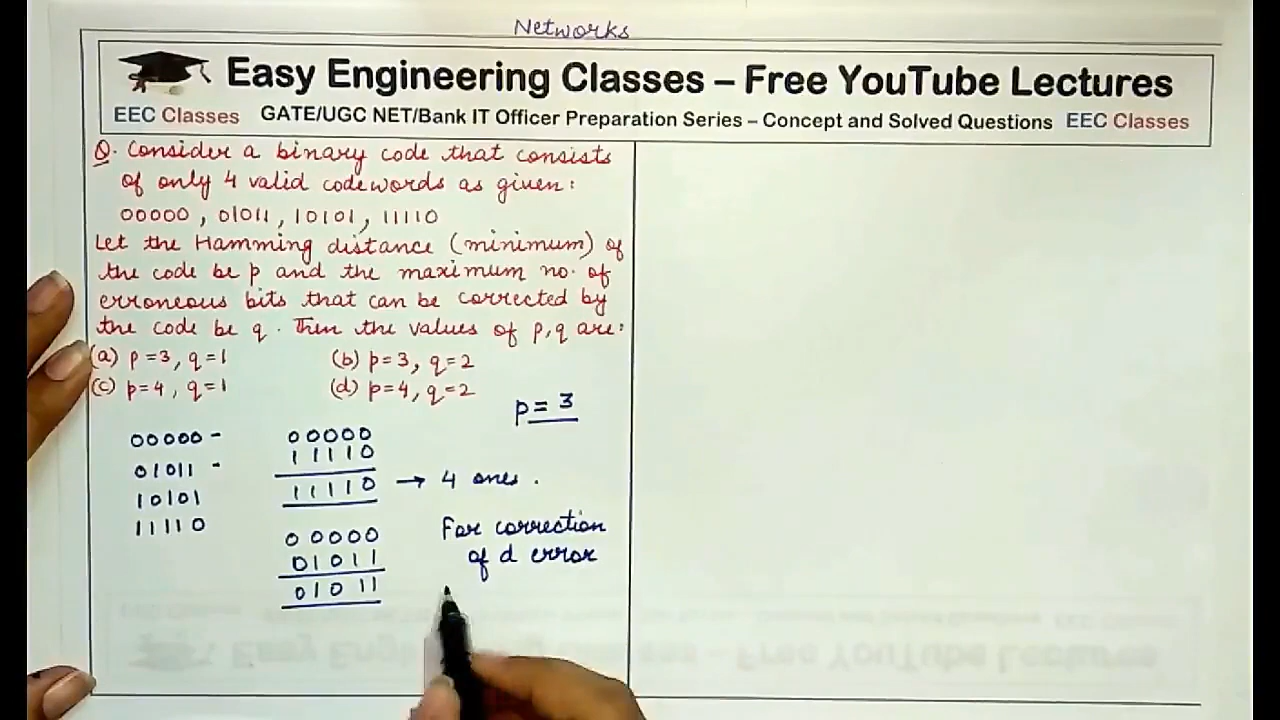 Networks
Easy Engineering Classes – Free YouTube Lectures
EEC Classes GATE/UGC NET/Bank IT Officer Preparation Series – Concept and Solved Questions EEC Classes
Q. Consider a binary code that consists
of only 4 valid codewords as given:
00000, 01011, 10101, 11110
Let the Hamming distance (minimum) of
the code be p and the maximum no. of
erroneous bits that can be corrected by
the code be q. Then the values of p,q are:
(a) p=3, q=1 (b) p=3, q=2
(c) p=4, q=1 (d) p=4, q=2
p = 3
00000 -
01011 -
10101
11110
00000
11110
11110 → 4 ones.
00000
01011
01011
For correction
of d error